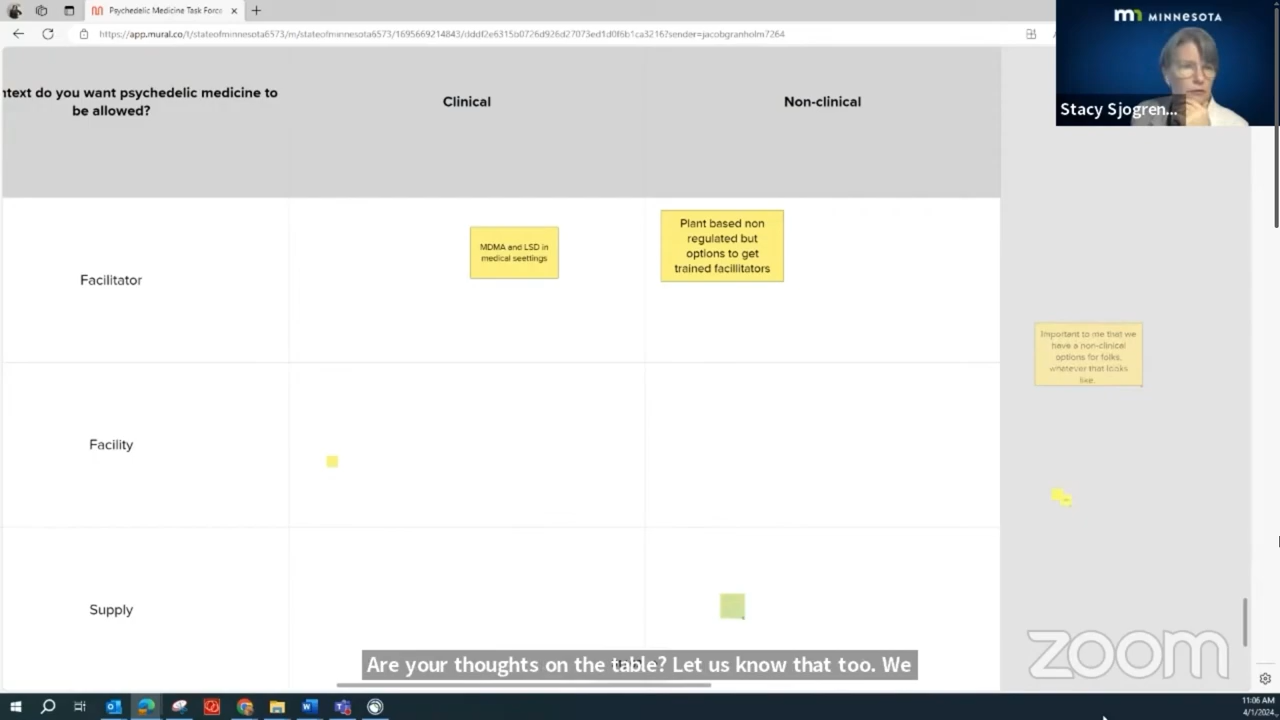 Psychedelic Medicine Task Force
https://app.mural.co/t/stateofminnesota6573/m/stateofminnesota6573/1695669214843/dddf2e6315b0726d926d27073ed1d0f6b1ca3216?sender=jacobgranholm7264
MINNESOTA
Stacy Sjogren...
ntext do you want psychedelic medicine to
be allowed?
Clinical
Non-clinical
Facilitator
MDMA and LSD in
medical seettings
Plant based non
regulated but
options to get
trained facillitators
Important to me that we
have a non-clinical
options for folks,
whatever that looks
like.
Facility
Supply
Are your thoughts on the table? Let us know that too. We
zoom
11:06 AM
4/1/2024